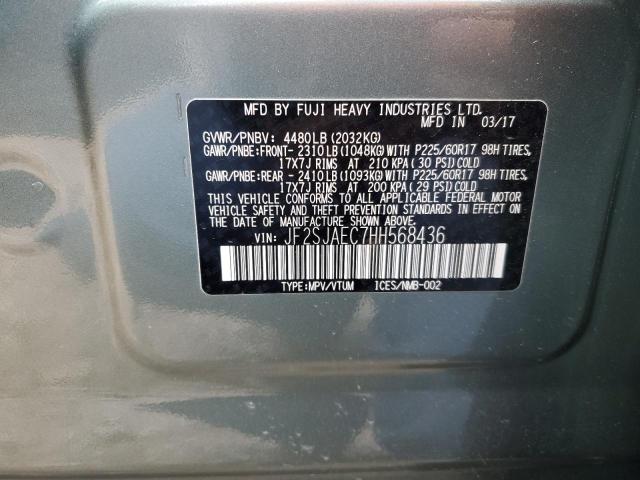 MFD BY FUJI HEAVY INDUSTRIES LTD.
MFD IN 03/17
GVWR/PNBV: 4480LB(2032KG)
GAWR/PNBE:FRONT- 2310LB(1048KG)WITH P225/60R17 98H TIRES,
17X7J RIMS AT 210 KPA(30 PSI)COLD
GAWR/PNBE:REAR - 2410LB(1093KG)WITH P225/60R17 98H TIRES,
17X7J RIMS AT 200 KPA(29 PSI)COLD
THIS VEHICLE CONFORMS TO ALL APPLICABLE FEDERAL MOTOR
VEHICLE SAFETY AND THEFT PREVENTION STANDARDS IN EFFECT
ON THE DATE OF MANUFACTURE SHOWN ABOVE.
VIN: JF2SJAEC7HH568436
TYPE:MPV/VTUM ICES/NMB-002